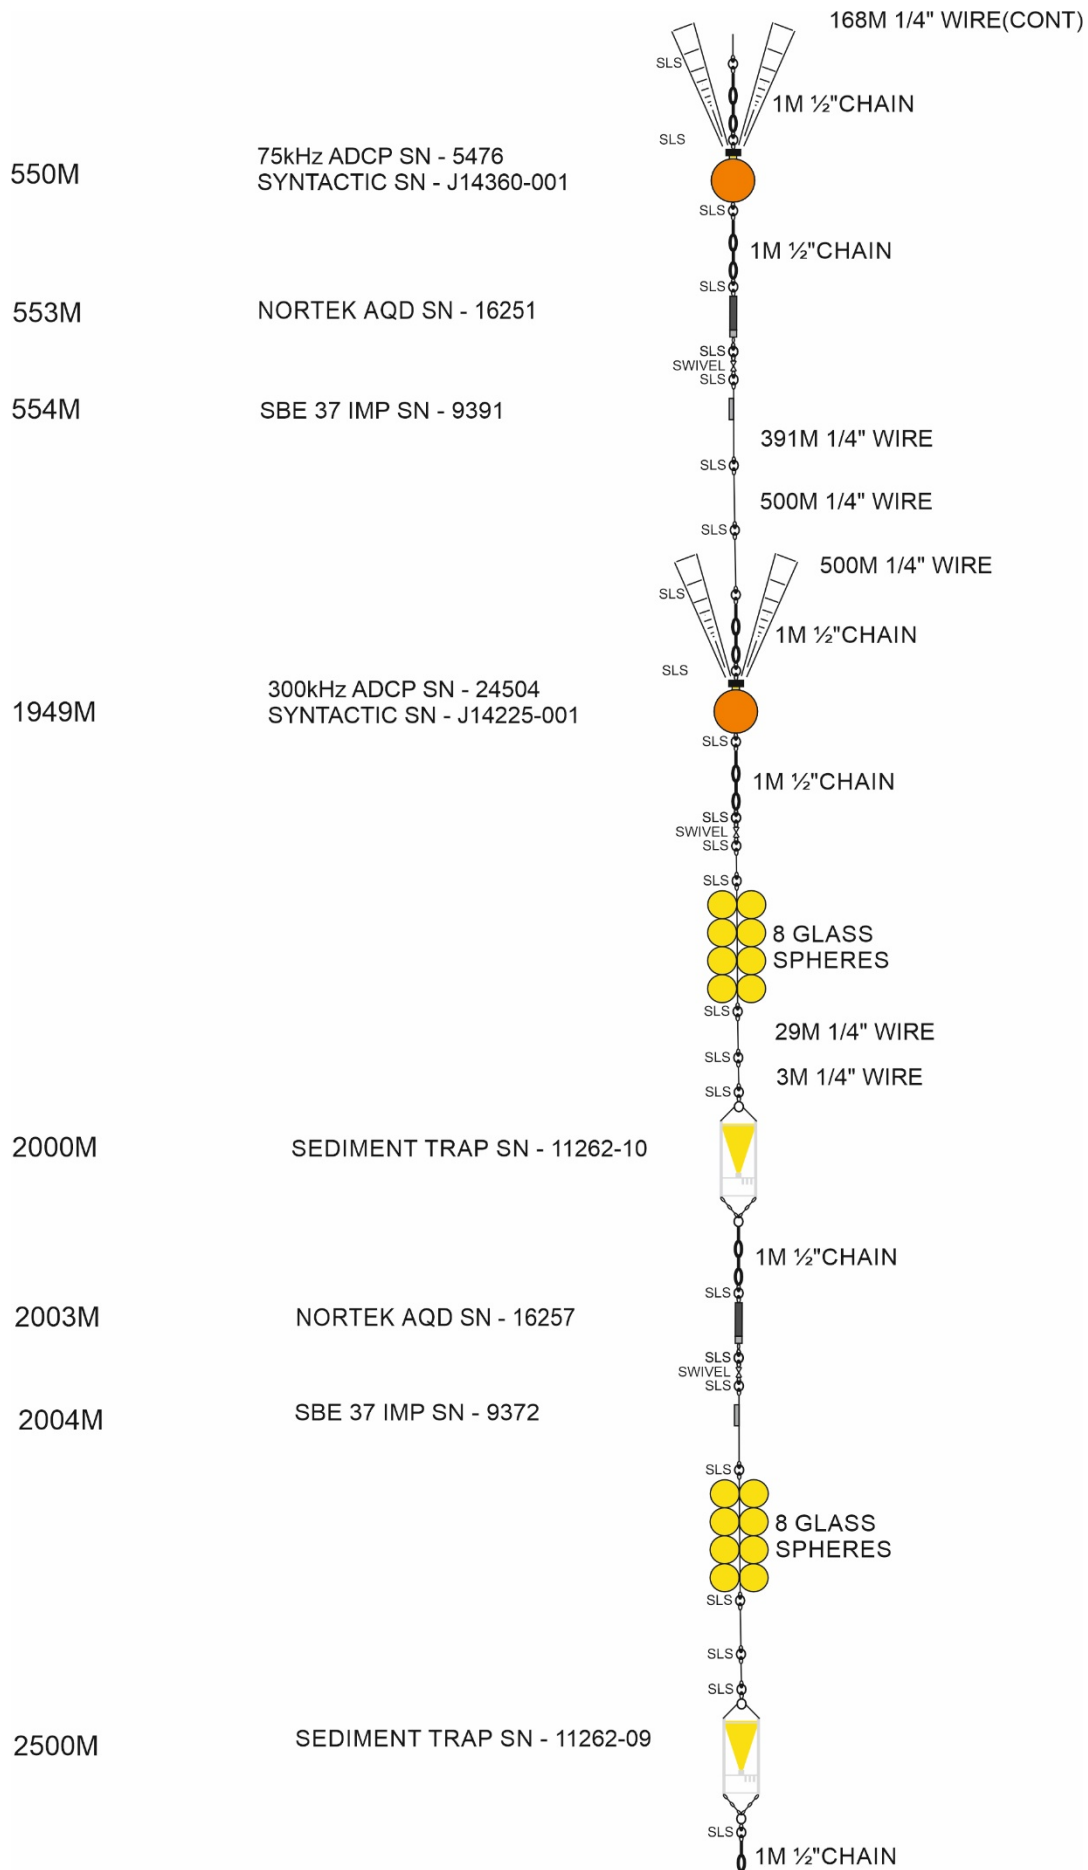 168M 1/4" WIRE(CONT)
SLS
1M ½"CHAIN
SLS
550M
75kHz ADCP SN - 5476
SYNTACTIC SN - J14360-001
SLS
1M ½"CHAIN
SLS
553M
NORTEK AQD SN - 16251
SLS
SWIVEL
SLS
554M
SBE 37 IMP SN - 9391
391M 1/4" WIRE
SLS
500M 1/4" WIRE
SLS
500M 1/4" WIRE
SLS
1M ½"CHAIN
SLS
1949M
300kHz ADCP SN - 24504
SYNTACTIC SN - J14225-001
SLS
1M ½"CHAIN
SLS
SWIVEL
SLS
SLS
8 GLASS
SPHERES
SLS
29M 1/4" WIRE
SLS
3M 1/4" WIRE
SLS
2000M
SEDIMENT TRAP SN - 11262-10
1M ½"CHAIN
SLS
2003M
NORTEK AQD SN - 16257
SLS
SWIVEL
SLS
2004M
SBE 37 IMP SN - 9372
SLS
8 GLASS
SPHERES
SLS
SLS
SLS
2500M
SEDIMENT TRAP SN - 11262-09
SLS
1M ½"CHAIN